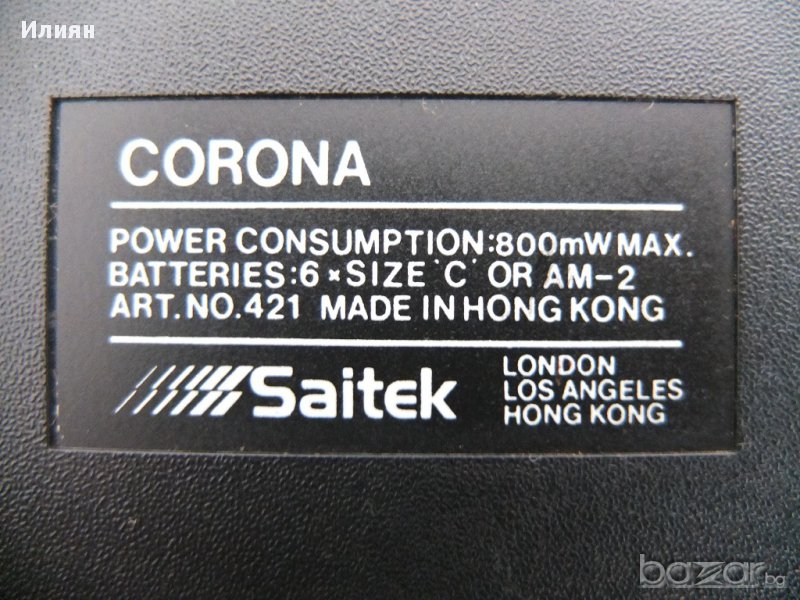 Илиян
CORONA
POWER CONSUMPTION:800mW MAX.
BATTERIES:6 × SIZE 'C' OR AM-2
ART.NO.421 MADE IN HONG KONG
Saitek
LONDON
LOS ANGELES
HONG KONG
bazar.bg